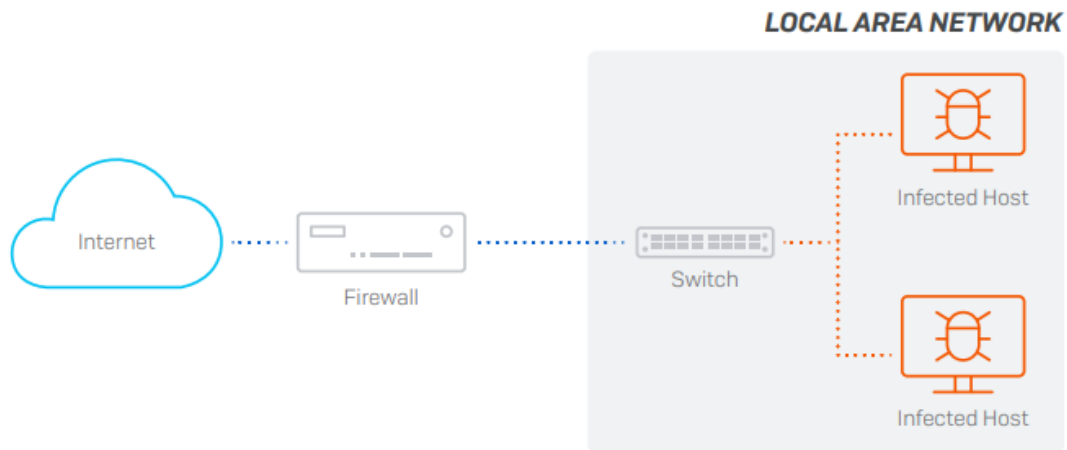 LOCAL AREA NETWORK
Infected Host
Internet
Switch
Firewall
Infected Host